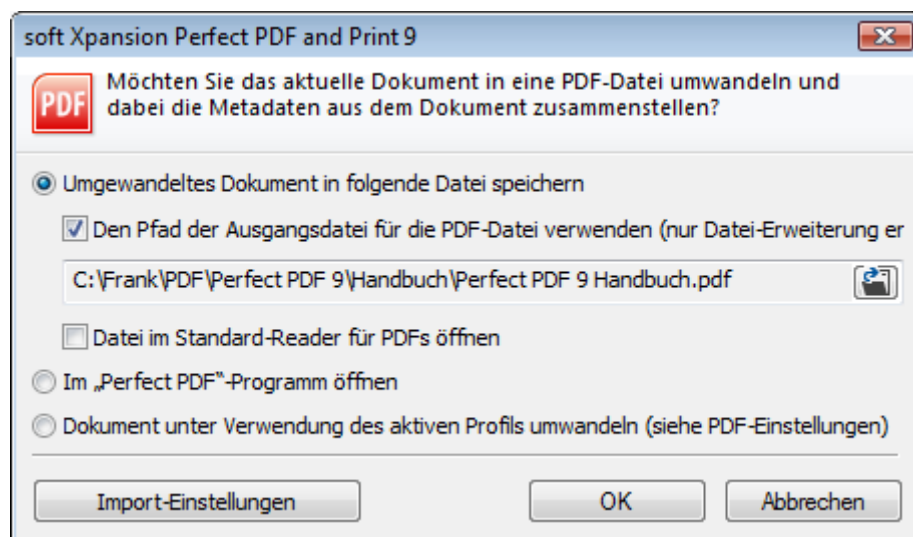 soft Xpansion Perfect PDF and Print 9
PDF
Möchten Sie das aktuelle Dokument in eine PDF-Datei umwandeln und
dabei die Metadaten aus dem Dokument zusammenstellen?
Umgewandeltes Dokument in folgende Datei speichern
Den Pfad der Ausgangsdatei für die PDF-Datei verwenden (nur Datei-Erweiterung er
C:\Frank\PDF\Perfect PDF 9\Handbuch\Perfect PDF 9 Handbuch.pdf
Datei im Standard-Reader für PDFs öffnen
Im „Perfect PDF“-Programm öffnen
Dokument unter Verwendung des aktiven Profils umwandeln (siehe PDF-Einstellungen)
Import-Einstellungen
OK
Abbrechen